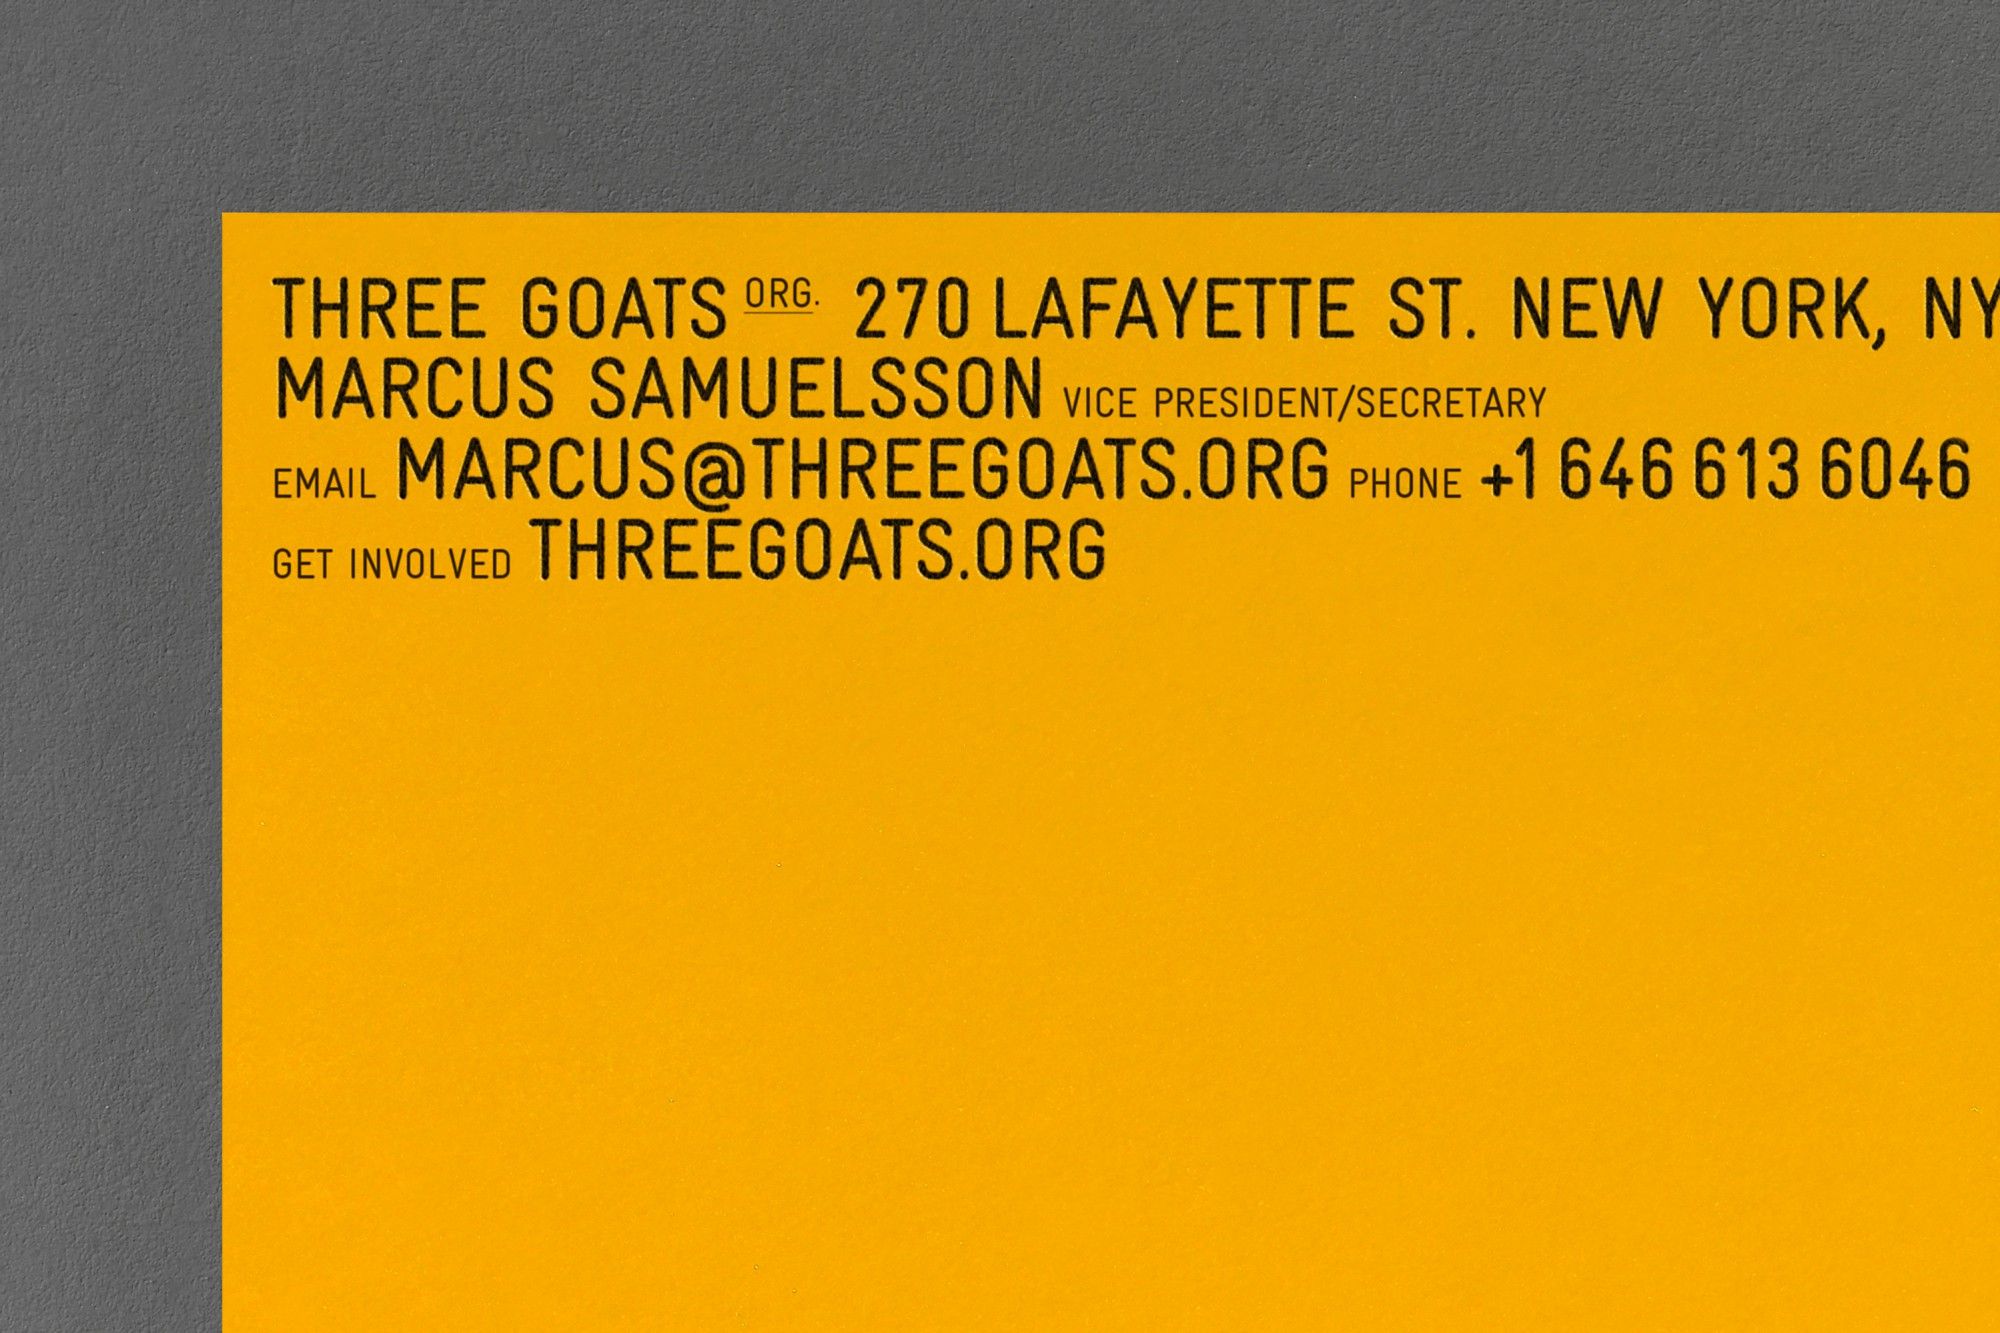 THREE GOATS ORG. 270 LAFAYETTE ST. NEW YORK, NY
MARCUS SAMUELSSON VICE PRESIDENT/SECRETARY
EMAIL MARCUS@THREEGOATS.ORG PHONE +1 646 613 6046
GET INVOLVED THREEGOATS.ORG